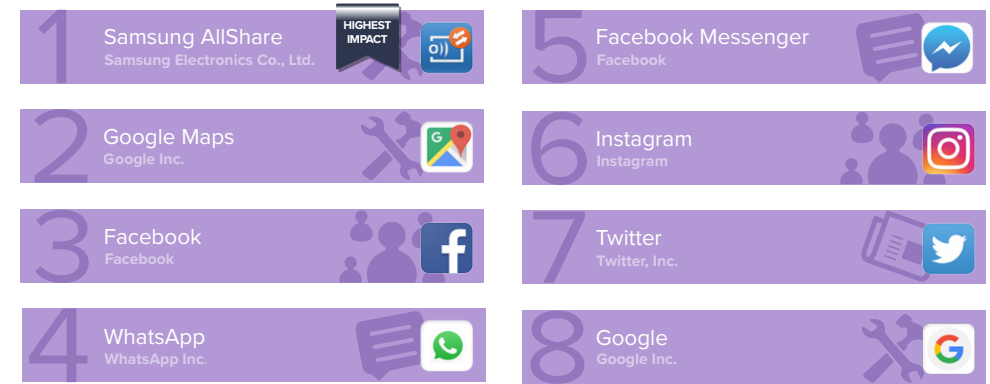 1
Samsung AllShare
Samsung Electronics Co., Ltd.
HIGHEST
IMPACT
2
Google Maps
Google Inc.
G
3
Facebook
Facebook
f
4
WhatsApp
WhatsApp Inc.
5
Facebook Messenger
Facebook
6
Instagram
Instagram
7
Twitter
Twitter, Inc.
8
Google
Google Inc.
G